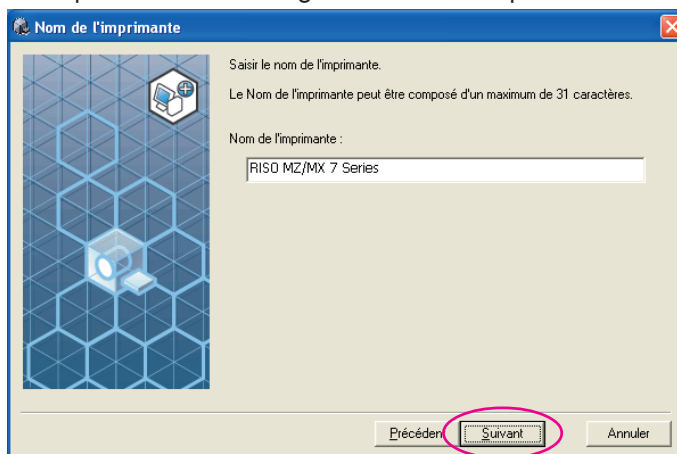 Nom de l'imprimante
Saisir le nom de l'imprimante.
Le Nom de l'imprimante peut être composé d'un maximum de 31 caractères.
Nom de l'imprimante :
RISO MZ/MX 7 Series
Précéden Suivant Annuler